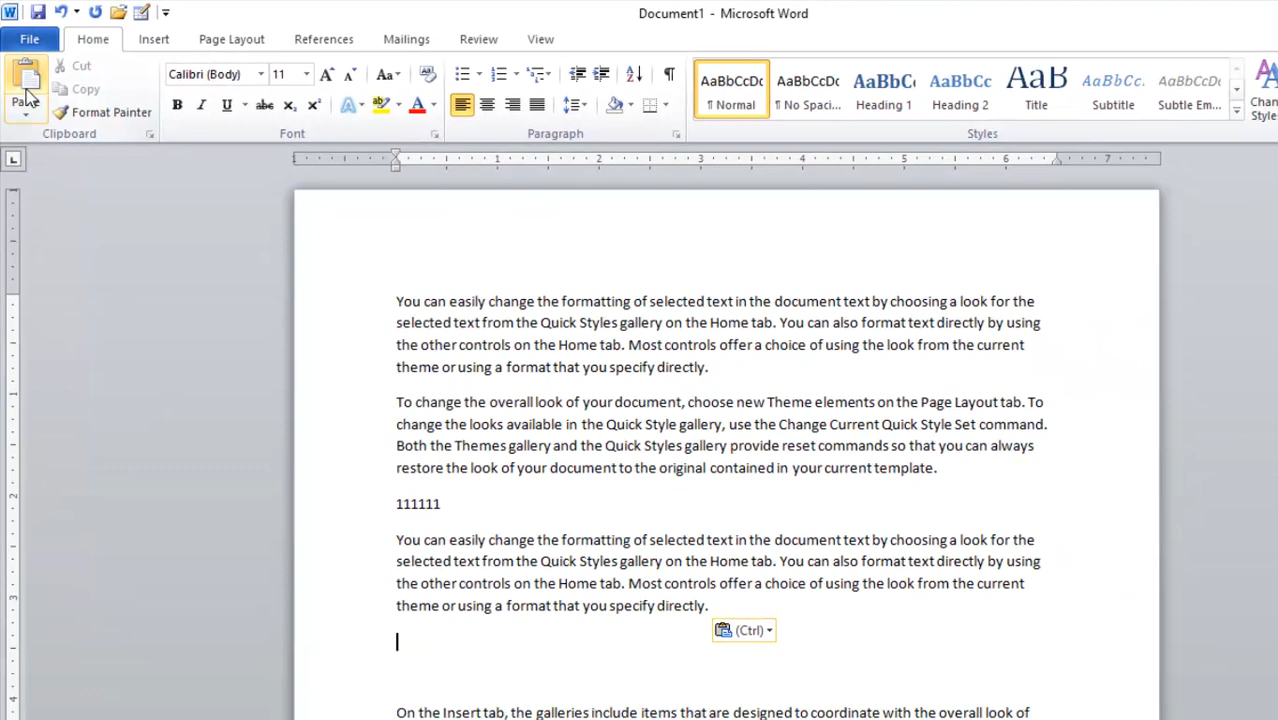 Document1 - Microsoft Word
File Home Insert Page Layout References Mailings Review View
Cut
Copy
Format Painter
Clipboard
Calibri (Body) 11
Aa
B I U abc x₂ x² A A
Font
Paragraph
AaBbCcDc AaBbCcDc AaBbCc AaBbCc AaB AaBbCc. AaBbCcDc
¶ Normal ¶ No Spaci... Heading 1 Heading 2 Title Subtitle Subtle Em...
Styles
1 1 2 3 4 5 6 7
You can easily change the formatting of selected text in the document text by choosing a look for the
selected text from the Quick Styles gallery on the Home tab. You can also format text directly by using
the other controls on the Home tab. Most controls offer a choice of using the look from the current
theme or using a format that you specify directly.
To change the overall look of your document, choose new Theme elements on the Page Layout tab. To
change the looks available in the Quick Style gallery, use the Change Current Quick Style Set command.
Both the Themes gallery and the Quick Styles gallery provide reset commands so that you can always
restore the look of your document to the original contained in your current template.
111111
You can easily change the formatting of selected text in the document text by choosing a look for the
selected text from the Quick Styles gallery on the Home tab. You can also format text directly by using
the other controls on the Home tab. Most controls offer a choice of using the look from the current
theme or using a format that you specify directly.
(Ctrl)
On the Insert tab, the galleries include items that are designed to coordinate with the overall look of